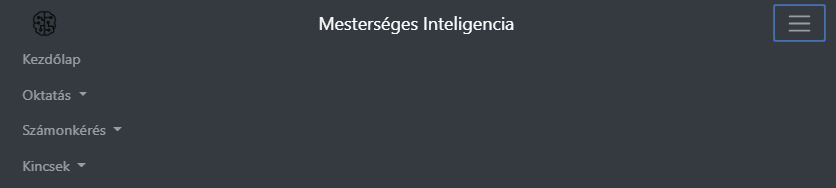 Mesterséges Inteligencia
Kezdőlap
Oktatás
Számonkérés
Kincsek